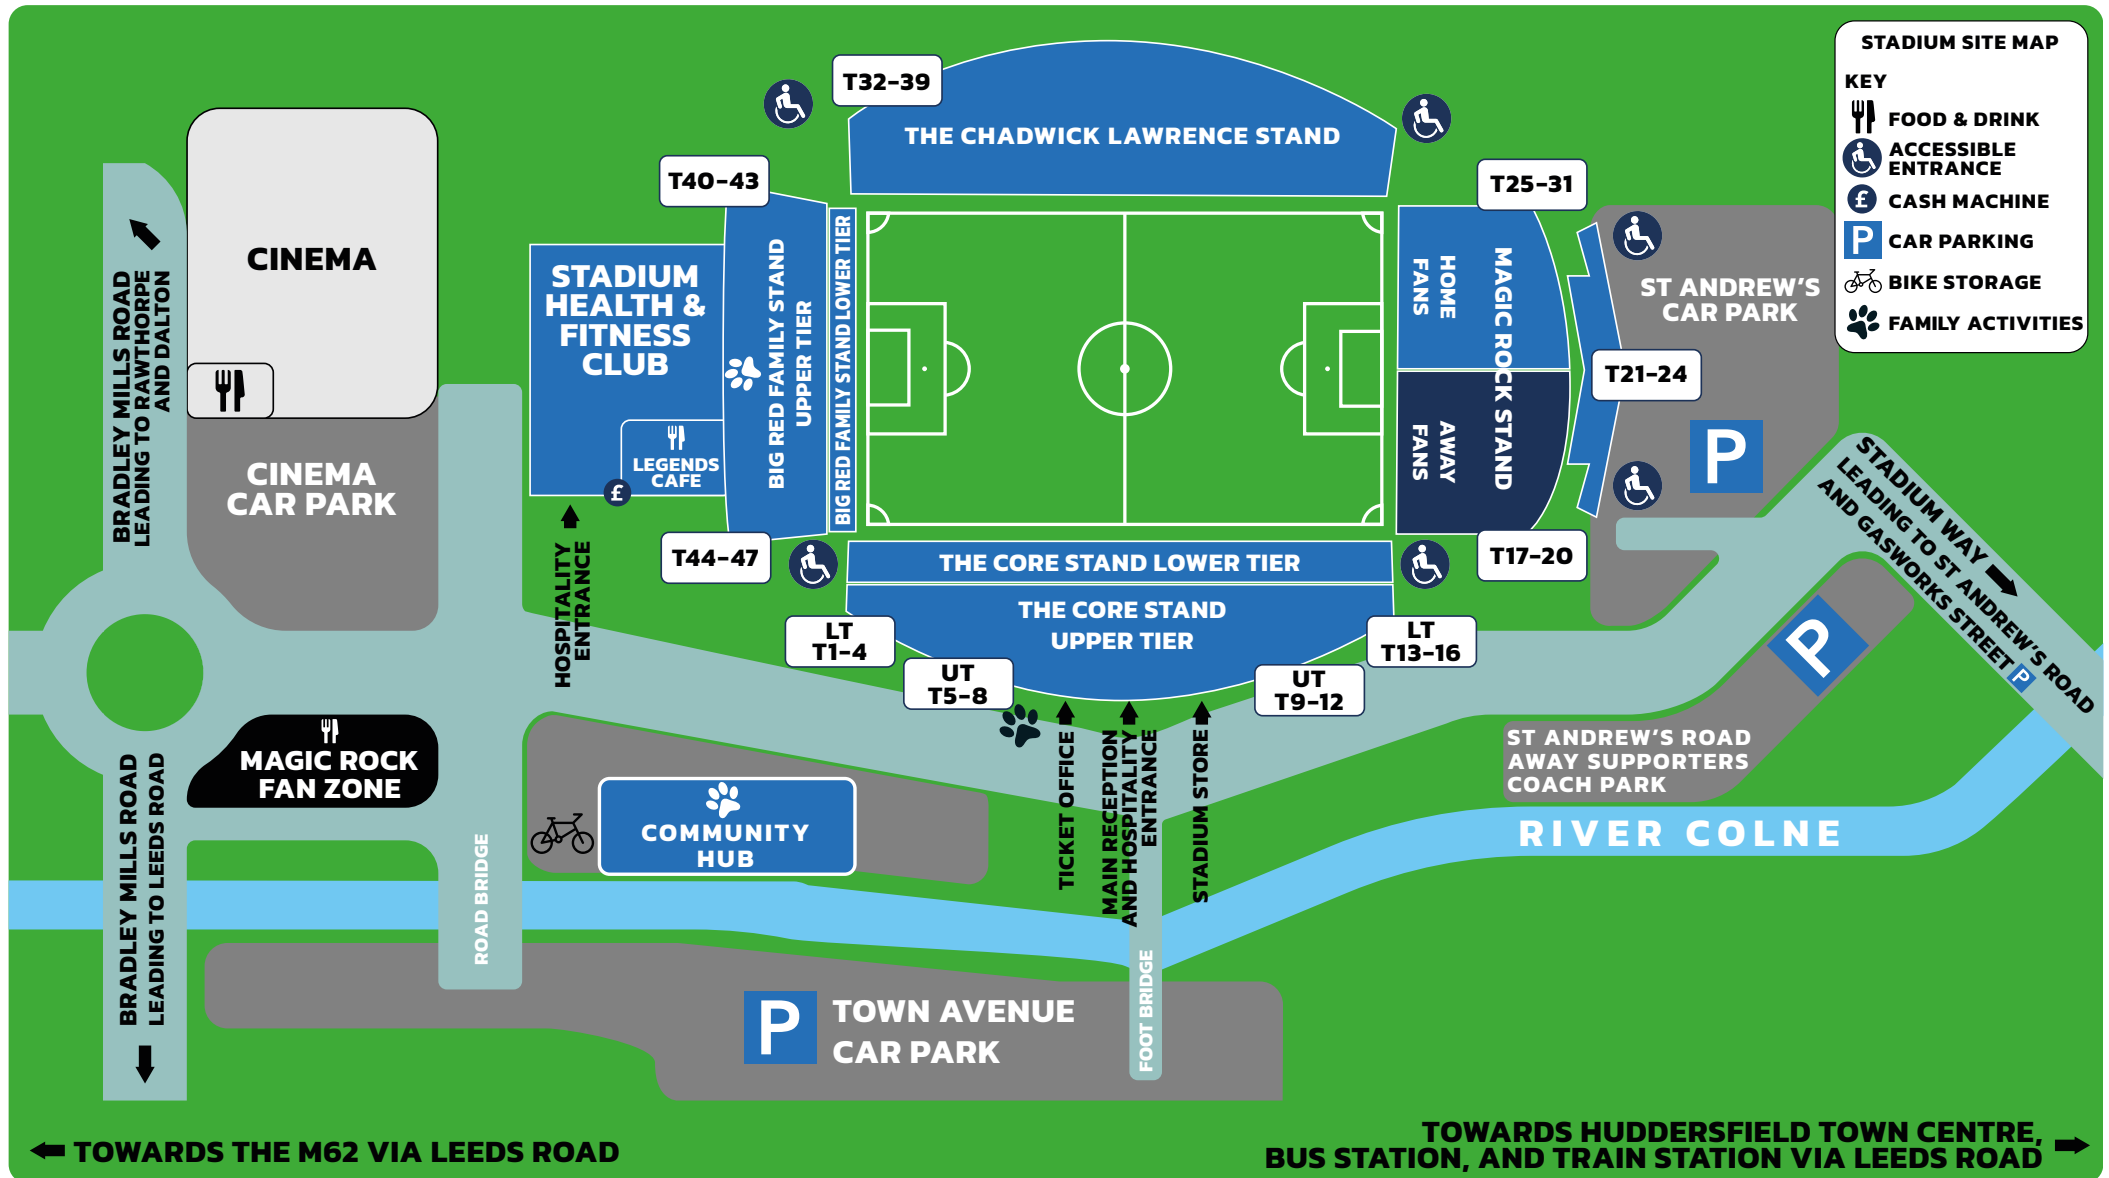 STADIUM SITE MAP
KEY
FOOD & DRINK
ACCESSIBLE
ENTRANCE
£ CASH MACHINE
P CAR PARKING
BIKE STORAGE
FAMILY ACTIVITIES
T32-39
THE CHADWICK LAWRENCE STAND
T40-43
T25-31
CINEMA
BRADLEY MILLS ROAD
LEADING TO RAWTHORPE
AND DALTON
STADIUM
HEALTH &
FITNESS
CLUB
LEGENDS
CAFE
£
BIG RED FAMILY STAND
UPPER TIER
BIG RED FAMILY STAND LOWER TIER
HOME
FANS
AWAY
FANS
MAGIC ROCK STAND
ST ANDREW'S
CAR PARK
T21-24
P
CINEMA
CAR PARK
HOSPITALITY
ENTRANCE
T44-47
T17-20
THE CORE STAND LOWER TIER
THE CORE STAND
UPPER TIER
LT
T1-4
UT
T5-8
UT
T9-12
LT
T13-16
STADIUM WAY
LEADING TO ST ANDREW'S ROAD
AND GASWORKS STREET P
P
ST ANDREW'S ROAD
AWAY SUPPORTERS
COACH PARK
MAGIC ROCK
FAN ZONE
COMMUNITY
HUB
TICKET OFFICE
MAIN RECEPTION
AND HOSPITALITY
ENTRANCE
STADIUM STORE
RIVER COLNE
BRADLEY MILLS ROAD
LEADING TO LEEDS ROAD
ROAD BRIDGE
FOOT BRIDGE
P
TOWN AVENUE
CAR PARK
TOWARDS THE M62 VIA LEEDS ROAD
TOWARDS HUDDERSFIELD TOWN CENTRE,
BUS STATION, AND TRAIN STATION VIA LEEDS ROAD